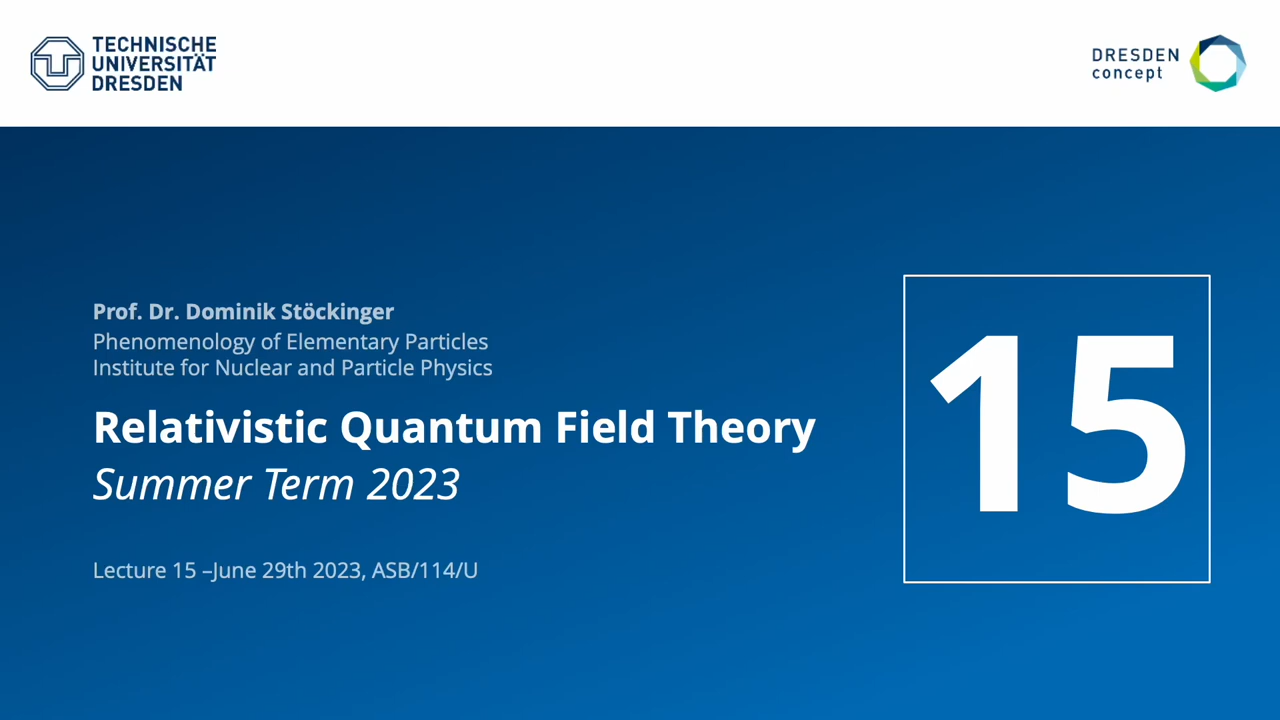 TECHNISCHE
UNIVERSITÄT
DRESDEN
DRESDEN
concept
Prof. Dr. Dominik Stöckinger
Phenomenology of Elementary Particles
Institute for Nuclear and Particle Physics
Relativistic Quantum Field Theory
Summer Term 2023
Lecture 15 –June 29th 2023, ASB/114/U
15